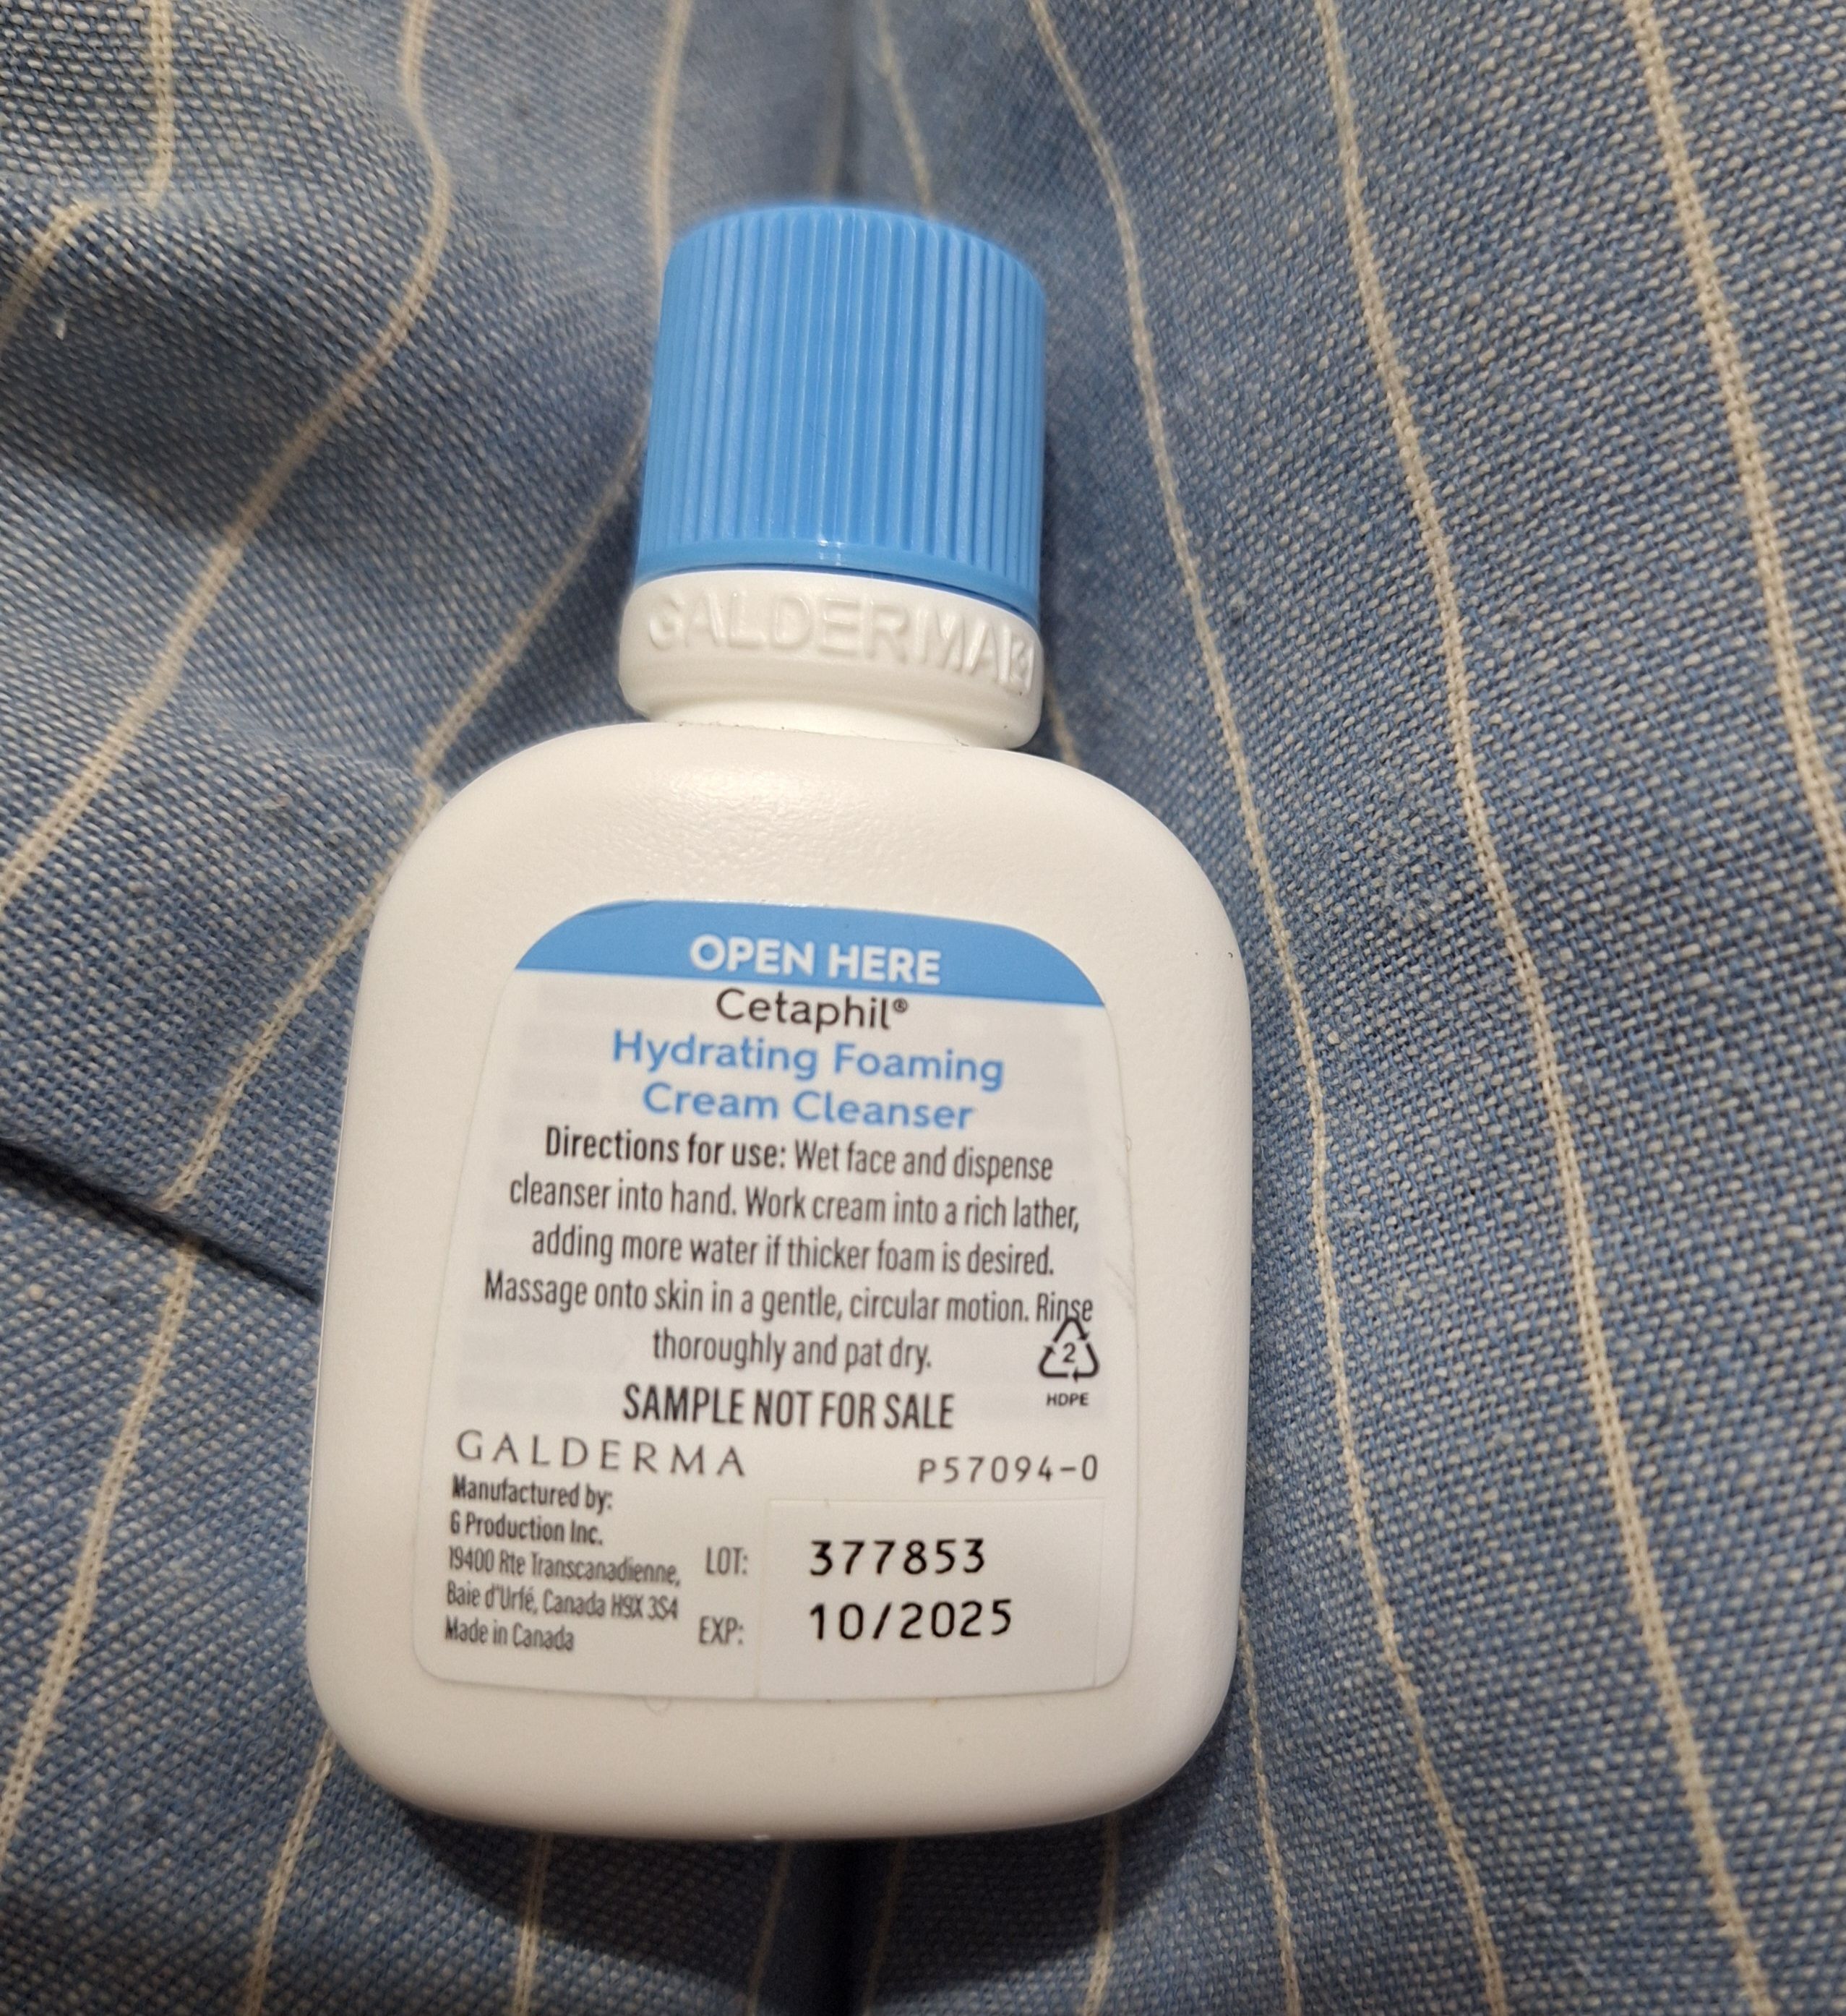 GALDERMA®
OPEN HERE
Cetaphil®
Hydrating Foaming
Cream Cleanser
Directions for use: Wet face and dispense
cleanser into hand. Work cream into a rich lather,
adding more water if thicker foam is desired.
Massage onto skin in a gentle, circular motion. Rinse
thoroughly and pat dry.
2
HDPE
SAMPLE NOT FOR SALE
GALDERMA
P57094-0
Manufactured by:
G Production Inc.
19400 Rte Transcanadienne,
Baie d'Urfé, Canada H9X 3S4
Made in Canada
LOT: 377853
EXP: 10/2025